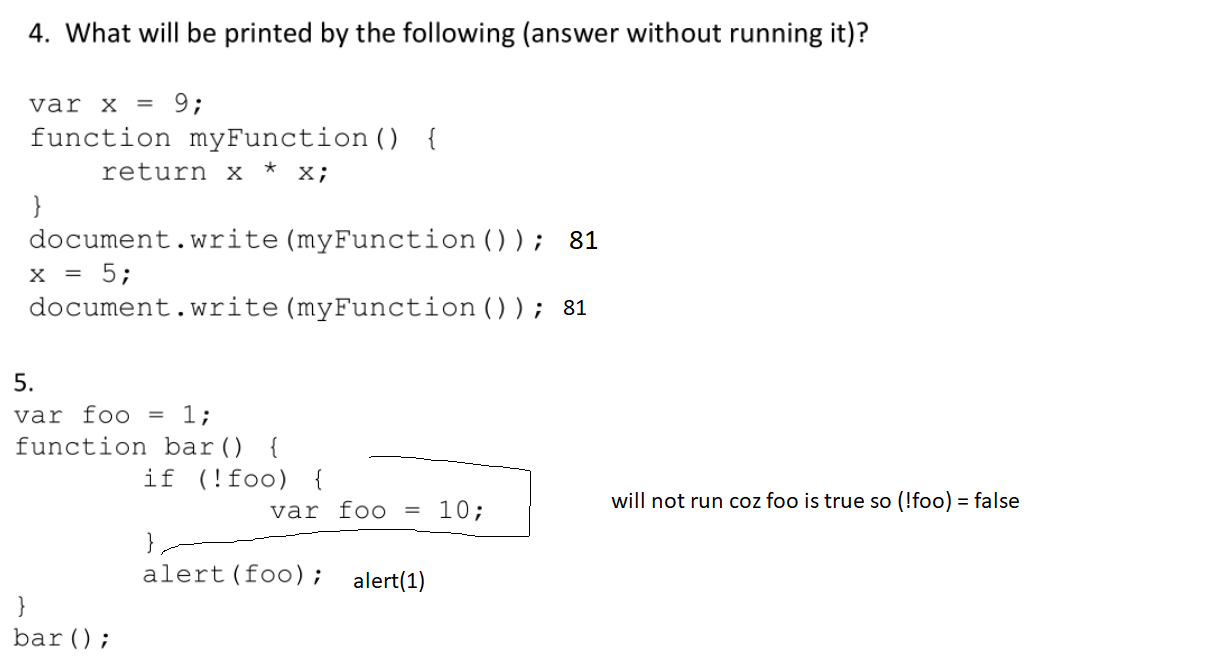 4. What will be printed by the following (answer without running it)?
var x = 9;
function myFunction() {
return x * x;
}
document.write(myFunction()); 81
x = 5;
document.write(myFunction()); 81
5.
var foo = 1;
function bar() {
if (!foo) {
var foo = 10;
will not run coz foo is true so (!foo) = false
}
alert(foo); alert(1)
}
bar();